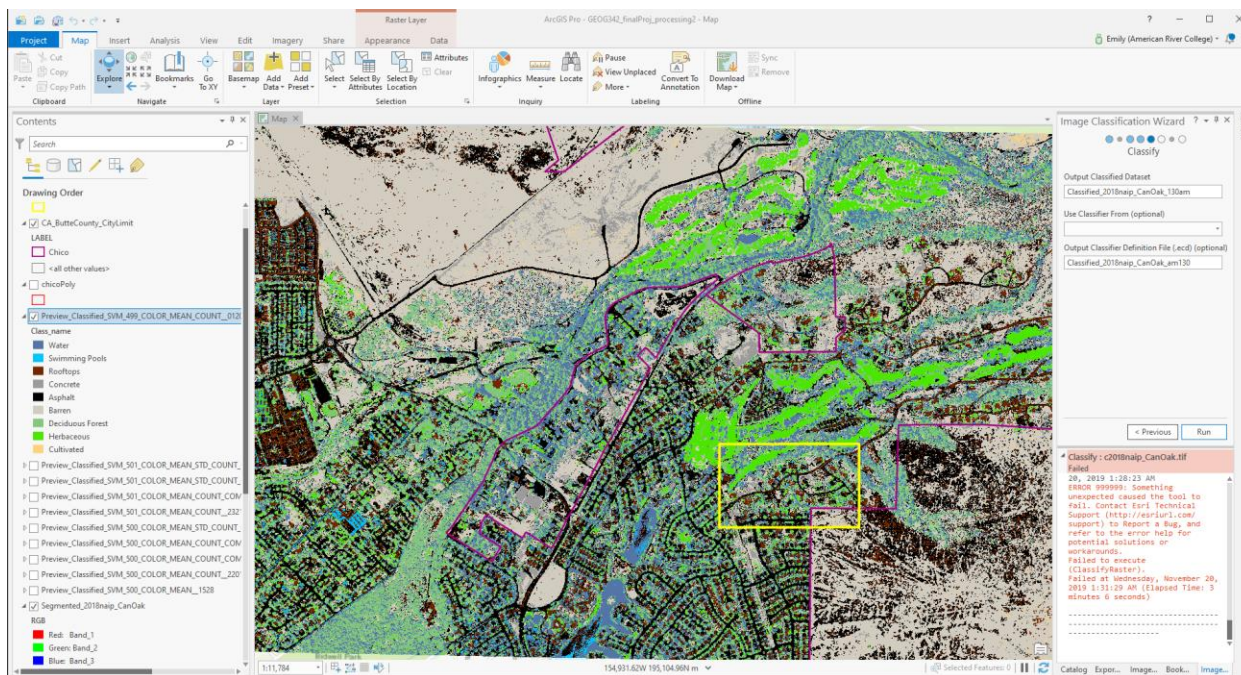 Raster Layer
ArcGIS Pro - GEOG342_finalProj_processing2 - Map
?
Project Map Insert Analysis View Edit Imagery Share Appearance Data
Emily (American River College)
Paste
Cut
Copy
Copy Path
Clipboard
Explore
Bookmarks
Go To XY
Navigate
Basemap
Add Data
Add Preset
Layer
Select
Select By Attributes
Select By Location
Attributes
Clear
Selection
Infographics
Measure
Locate
Inquiry
Pause
View Unplaced
More
Convert To Annotation
Labeling
Download Map
Sync
Remove
Offline
Contents
Search
Drawing Order
CA_ButteCounty_CityLimit
LABEL
Chico
<all other values>
chicoPoly
Preview_Classified_SVM_499_COLOR_MEAN_COUNT__012
Class_name
Water
Swimming Pools
Rooftops
Concrete
Asphalt
Barren
Deciduous Forest
Herbaceous
Cultivated
Preview_Classified_SVM_501_COLOR_MEAN_STD_COUNT_
Preview_Classified_SVM_501_COLOR_MEAN_STD_COUNT_
Preview_Classified_SVM_501_COLOR_MEAN_COUNT_COM
Preview_Classified_SVM_501_COLOR_MEAN_COUNT__232
Preview_Classified_SVM_500_COLOR_MEAN_STD_COUNT_
Preview_Classified_SVM_500_COLOR_MEAN_COUNT_COM
Preview_Classified_SVM_500_COLOR_MEAN_COUNT_COM
Preview_Classified_SVM_500_COLOR_MEAN_COUNT__220
Preview_Classified_SVM_500_COLOR_MEAN__1528
Segmented_2018naip_CanOak
RGB
Red: Band_1
Green: Band_2
Blue: Band_3
Map
Bidwell Park
1:11,784
154,931.62W 195,104.96N m
Selected Features: 0
Image Classification Wizard ?
Classify
Output Classified Dataset
Classified_2018naip_CanOak_130am
Use Classifier From (optional)
Output Classifier Definition File (.ecd) (optional)
Classified_2018naip_CanOak_am130
< Previous Run
Classify : c2018naip_CanOak.tif
Failed
20, 2019 1:28:23 AM
ERROR 999999: Something
unexpected caused the tool to
fail. Contact Esri Technical
Support (http://esriurl.com/
support) to Report a Bug, and
refer to the error help for
potential solutions or
workarounds.
Failed to execute
(ClassifyRaster).
Failed at Wednesday, November 20,
2019 1:31:29 AM (Elapsed Time: 3
minutes 6 seconds)
Catalog Expor... Image... Book... Image...